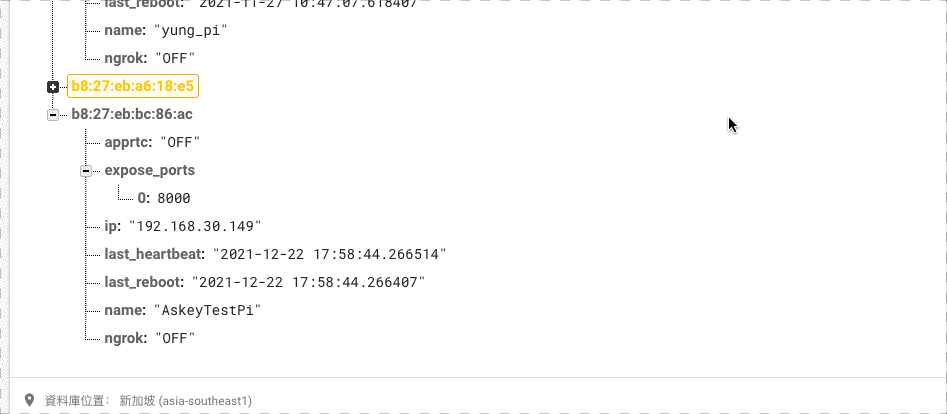 last_reboot: "2021-11-27 10:47:07.618407"
name: "yung_pi"
ngrok: "OFF"
b8:27:eb:a6:18:e5
b8:27:eb:bc:86:ac
apprtc: "OFF"
expose_ports
0: 8000
ip: "192.168.30.149"
last_heartbeat: "2021-12-22 17:58:44.266514"
last_reboot: "2021-12-22 17:58:44.266407"
name: "AskeyTestPi"
ngrok: "OFF"
資料庫位置: 新加坡 (asia-southeast1)